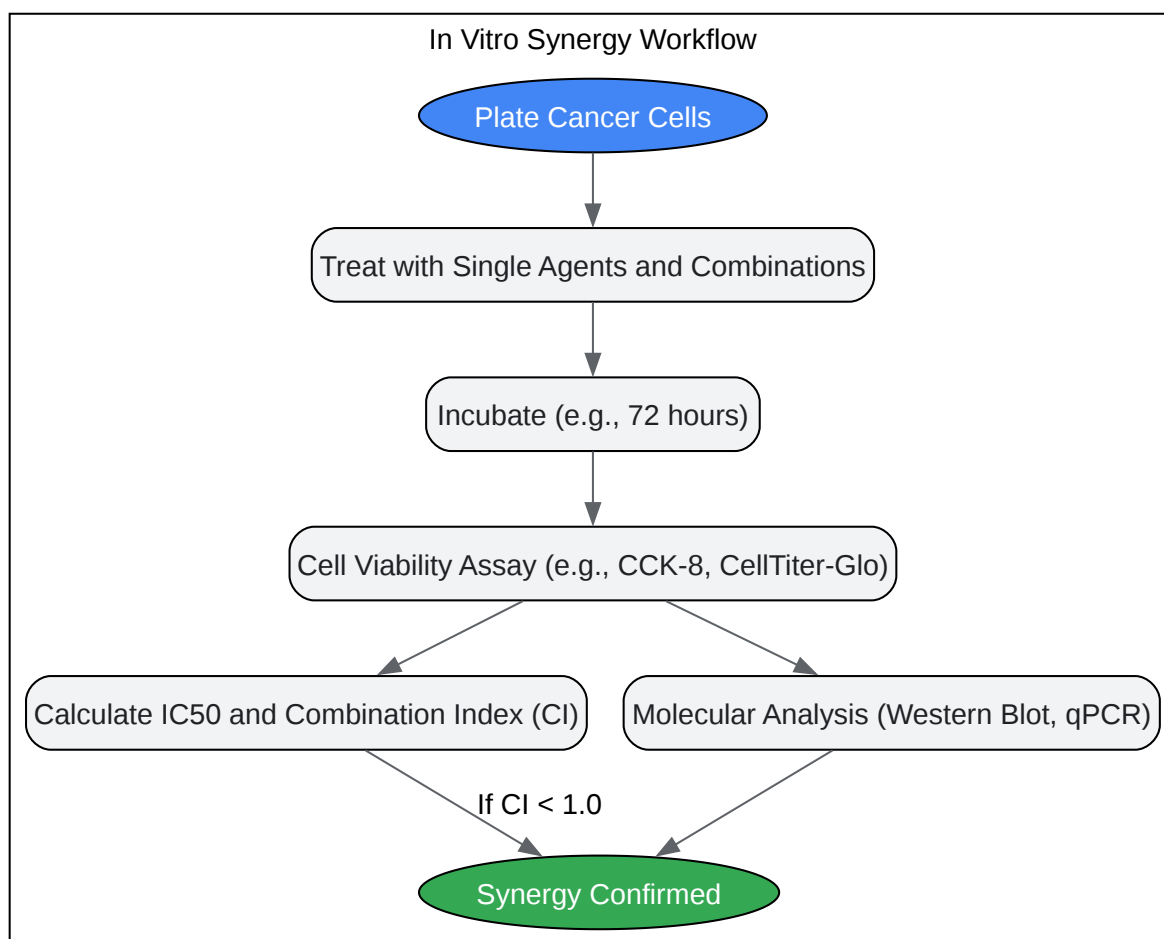 In Vitro Synergy Workflow
Plate Cancer Cells
Treat with Single Agents and Combinations
Incubate (e.g., 72 hours)
Cell Viability Assay (e.g., CCK-8, CellTiter-Glo)
Calculate IC50 and Combination Index (CI)
Molecular Analysis (Western Blot, qPCR)
If CI < 1.0
Synergy Confirmed